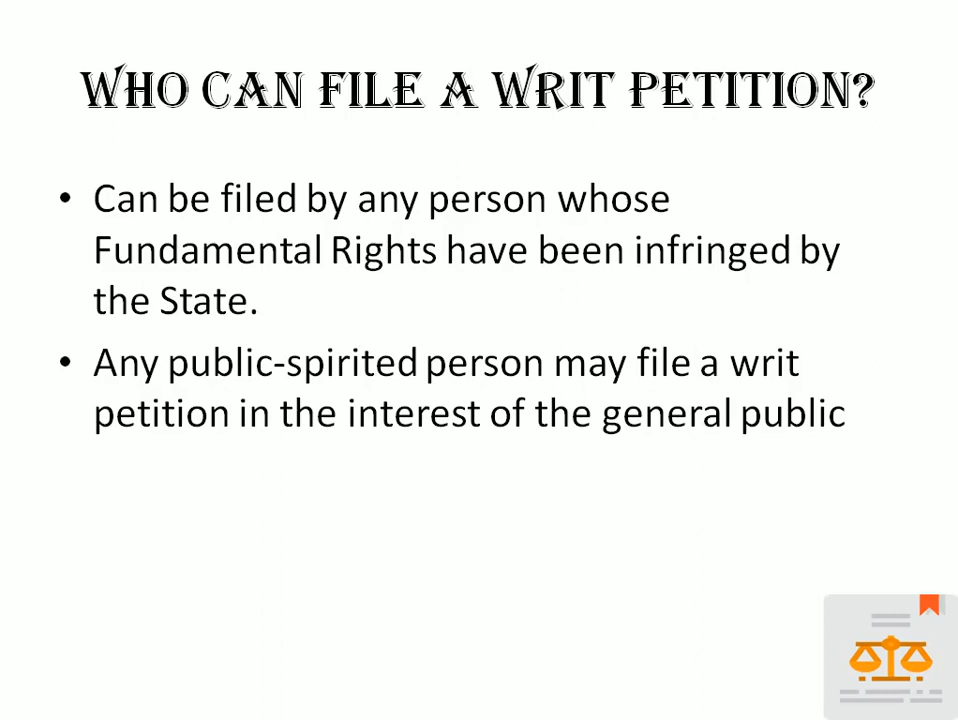 WHO CAN FILE A WRIT PETITION?
• Can be filed by any person whose
Fundamental Rights have been infringed by
the State.
• Any public-spirited person may file a writ
petition in the interest of the general public